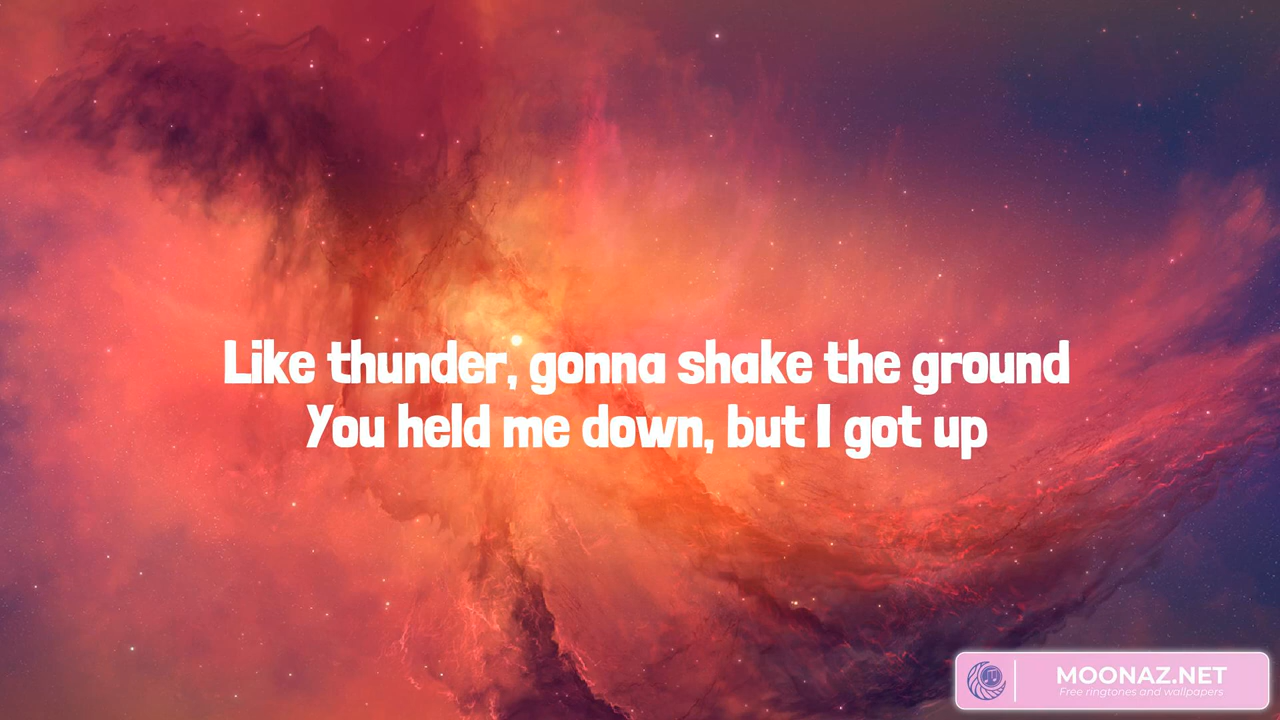 Like thunder, gonna shake the ground
You held me down, but I got up
MOONAZ.NET
Free ringtones and wallpapers